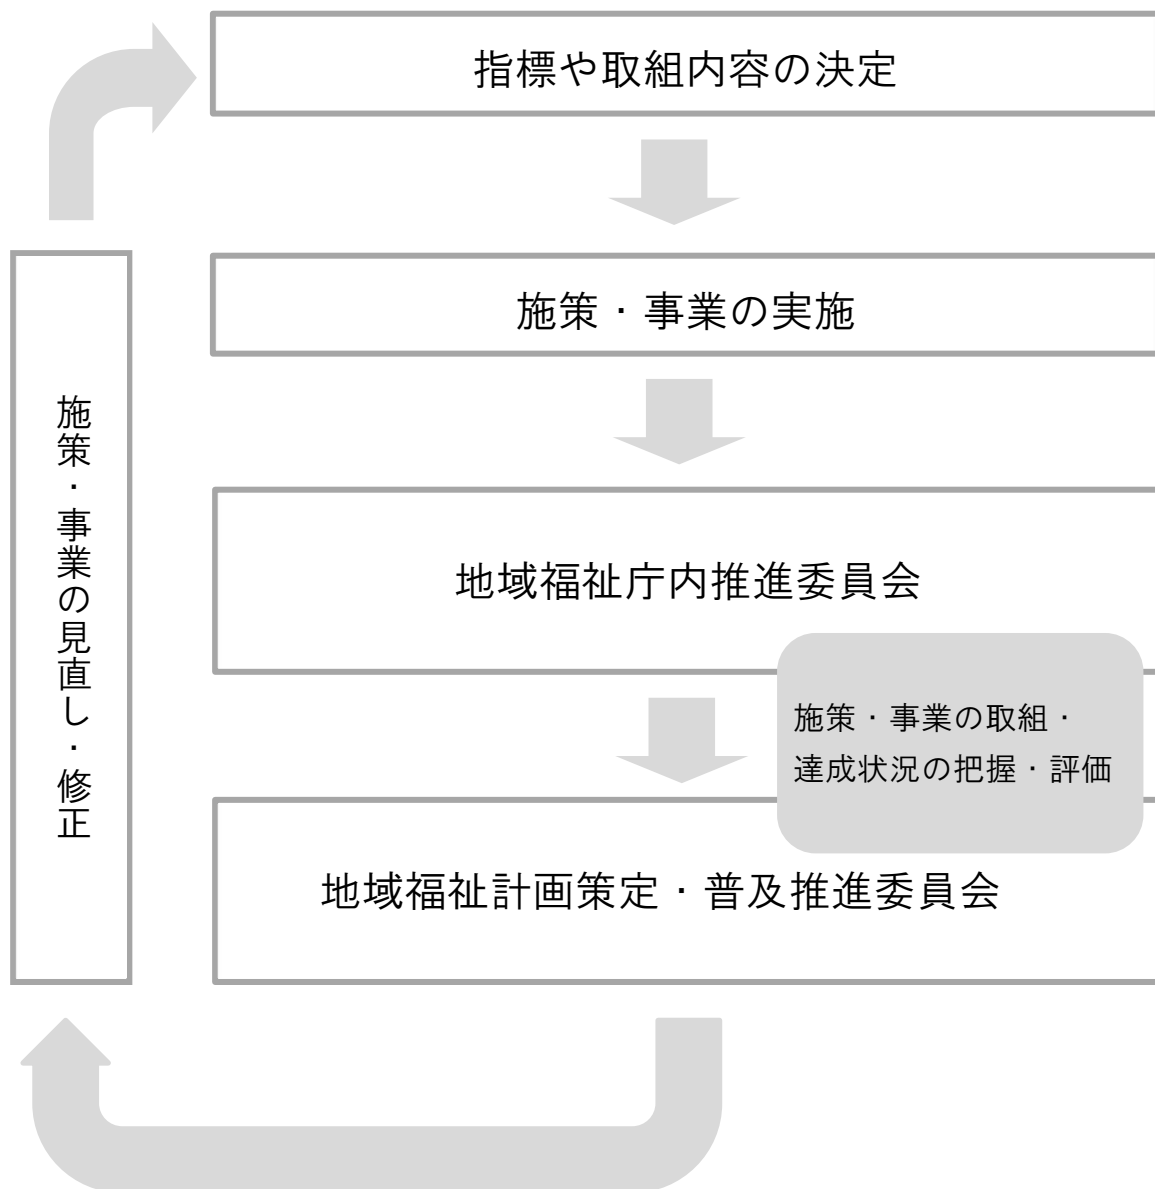 指標や取組内容の決定
施策・事業の実施
地域福祉庁内推進委員会
施策・事業の取組・
達成状況の把握・評価
地域福祉計画策定・普及推進委員会
施策・事業の見直し・修正